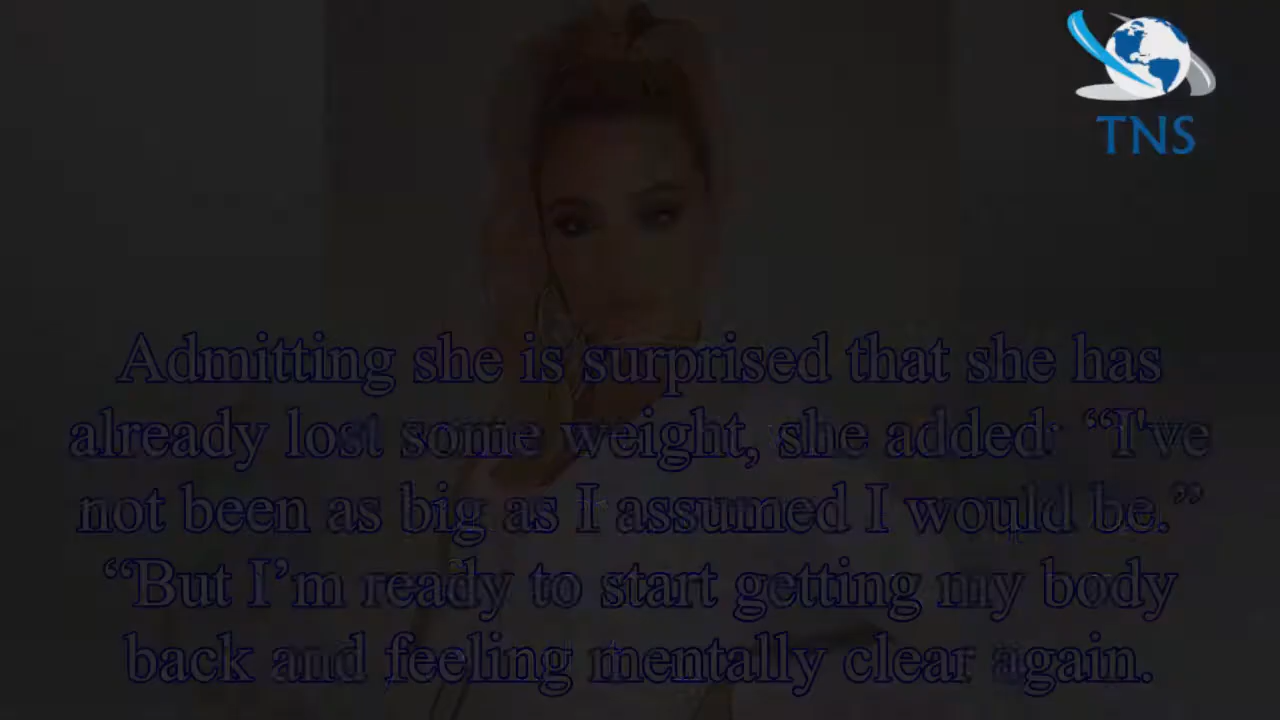 TNS
Admitting she is surprised that she has
already lost some weight, she added: “I've
not been as big as I assumed I would be.”
“But I’m ready to start getting my body
back and feeling mentally clear again.